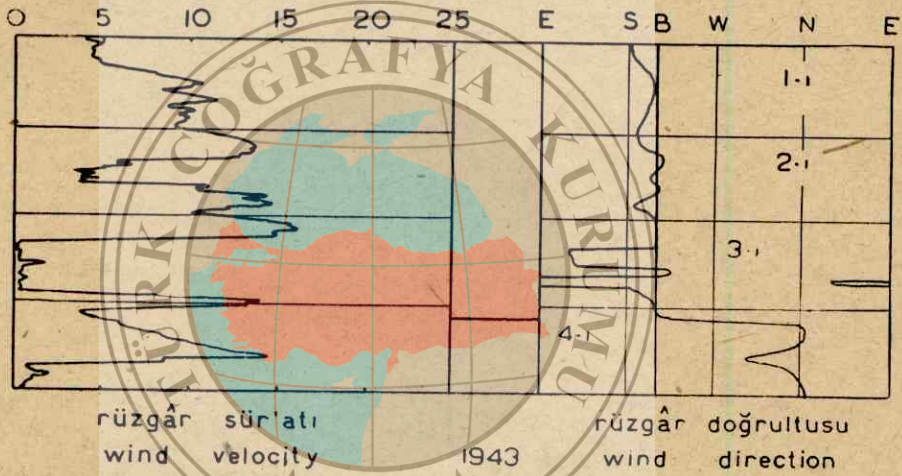 0 5 10 15 20 25 E S B W N E
1-1
2-1
3-1
4-1
rüzgâr sür'atı
wind velocity
1943
rüzgâr doğrultusu
wind direction
TÜRK COĞRAFYA KURUMU